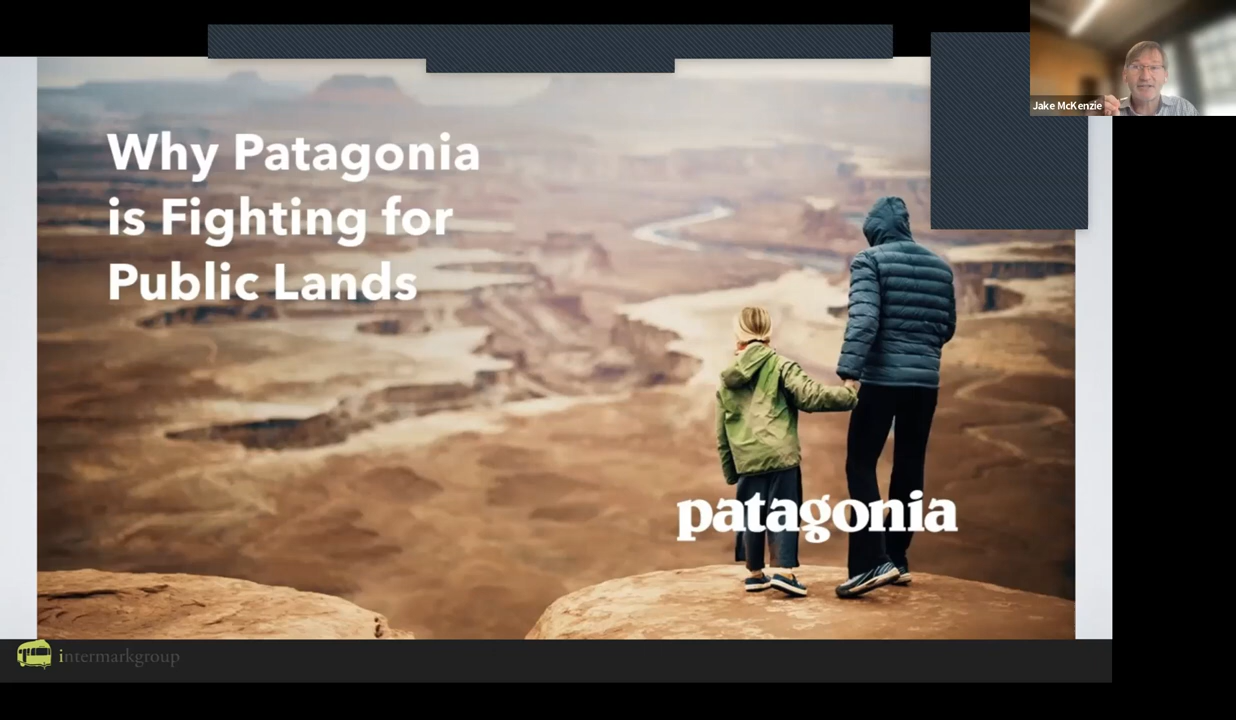 Jake McKenzie
Why Patagonia
is Fighting for
Public Lands
patagonia
intermarkgroup